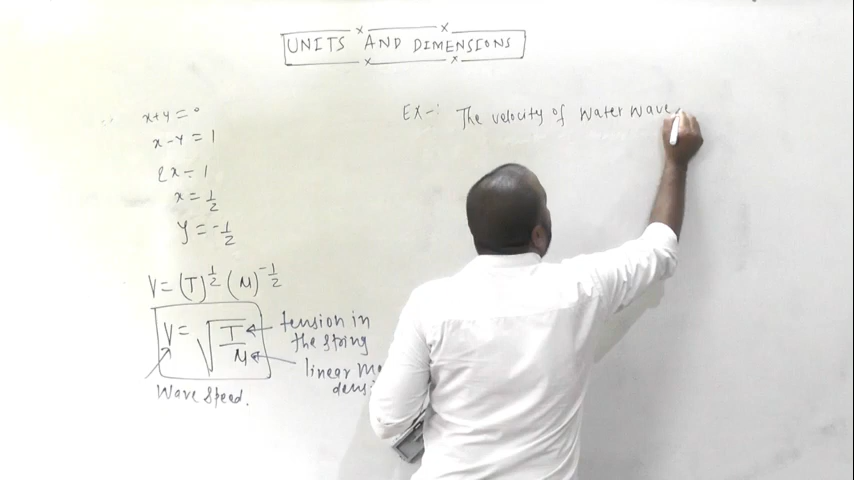 UNITS AND DIMENSIONS
x+y=0
x-y=1
2x=1
x=1/2
y=-1/2
V=(T)^1/2 (μ)^-1/2
V=√T/μ
tension in
the string
linear
Wave Speed.
Ex-: The velocity of water wave